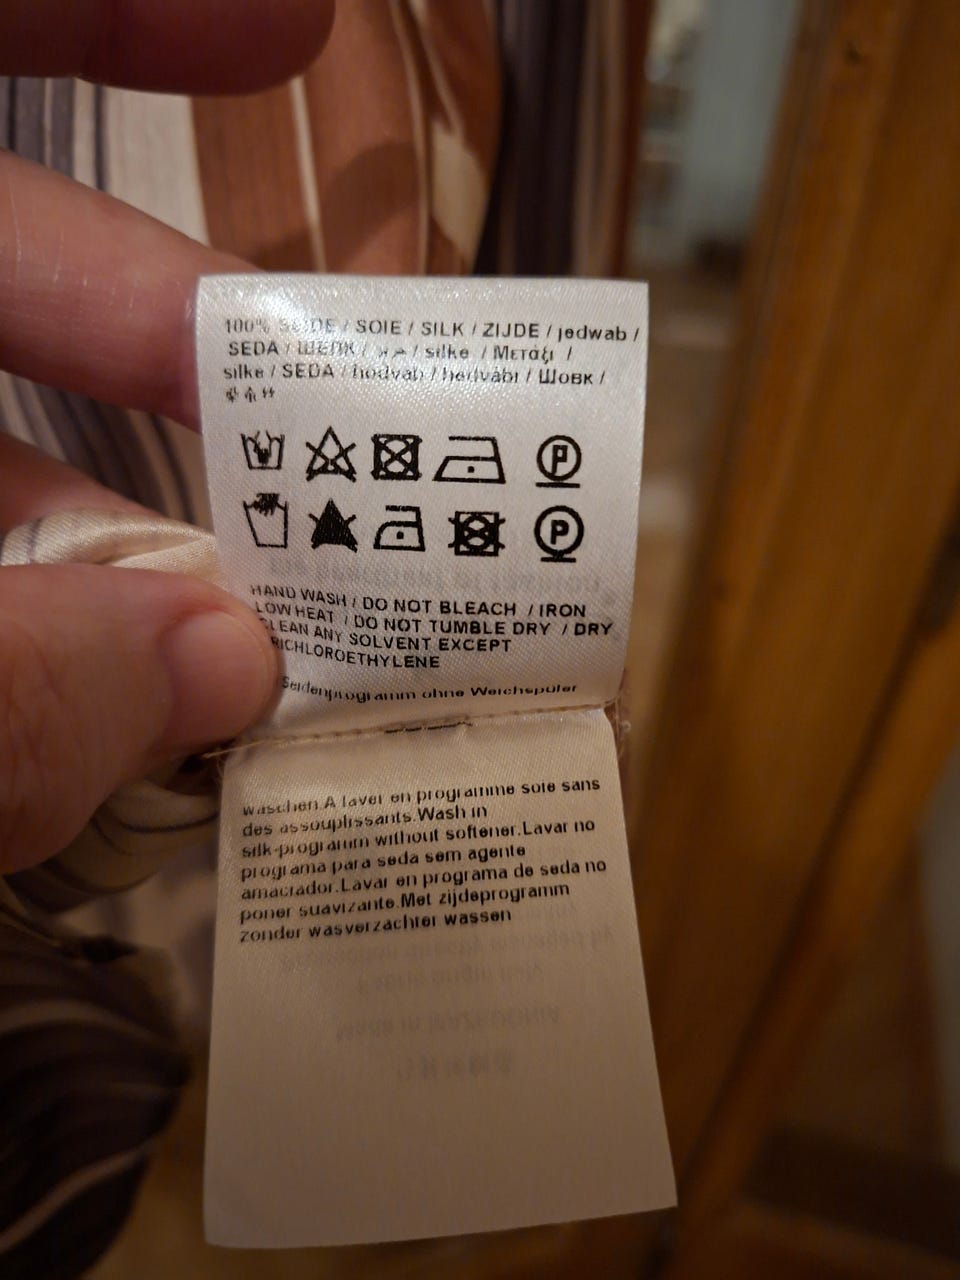 100% SEIDE / SOIE / SILK / ZIJDE / jedwab /
SEDA / ШЕЛК / / silke / Μετάξι /
silke / SEDA / hodvab / hedvábí / Шовк /
P
P
HAND WASH / DO NOT BLEACH / IRON
LOW HEAT / DO NOT TUMBLE DRY / DRY
CLEAN ANY SOLVENT EXCEPT
RICHLOROETHYLENE
Seidenprogramm ohne Weichspüler
waschen.A laver en programme soie sans
des assouplissants.Wash in
silk-programm without softener.Lavar no
programa para seda sem agente
amaciador.Lavar en programa de seda no
poner suavizante.Met zijdeprogramm
zonder wasverzachter wassen